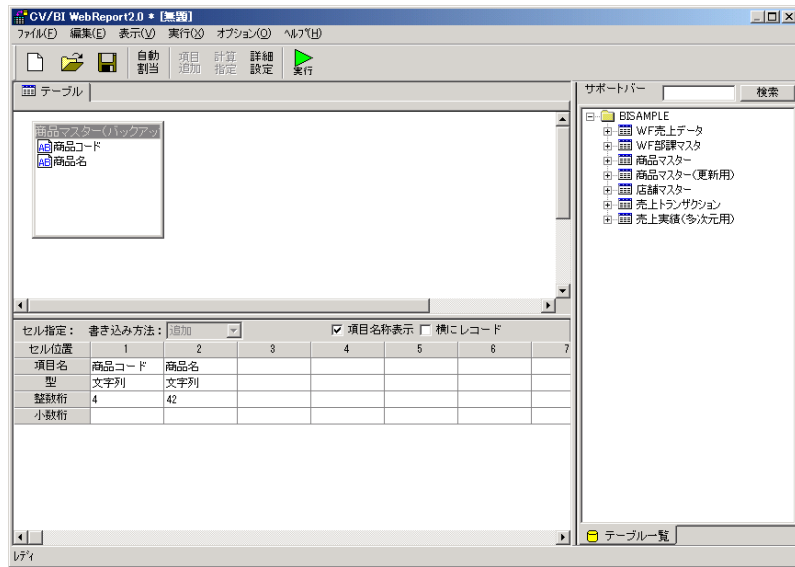 CV/BI WebReport2.0 * [無題]
ﾌｧｲﾙ(F) 編集(E) 表示(V) 実行(X) オプション(O) ﾍﾙﾌﾟ(H)
自動割当 項目追加 計算指定 詳細設定 実行
テーブル
商品マスター(バックアッ
AB 商品コード
AB 商品名
セル指定： 書き込み方法： 追加 項目名称表示 横にレコード
セル位置 1 2 3 4 5 6 7
項目名 商品コード 商品名
型 文字列 文字列
整数桁 4 42
小数桁
サポートバー 検索
BISAMPLE
WF売上データ
WF部課マスタ
商品マスター
商品マスター(更新用)
店舗マスター
売上トランザクション
売上実績(多次元用)
テーブル一覧
ﾚﾃﾞｨ